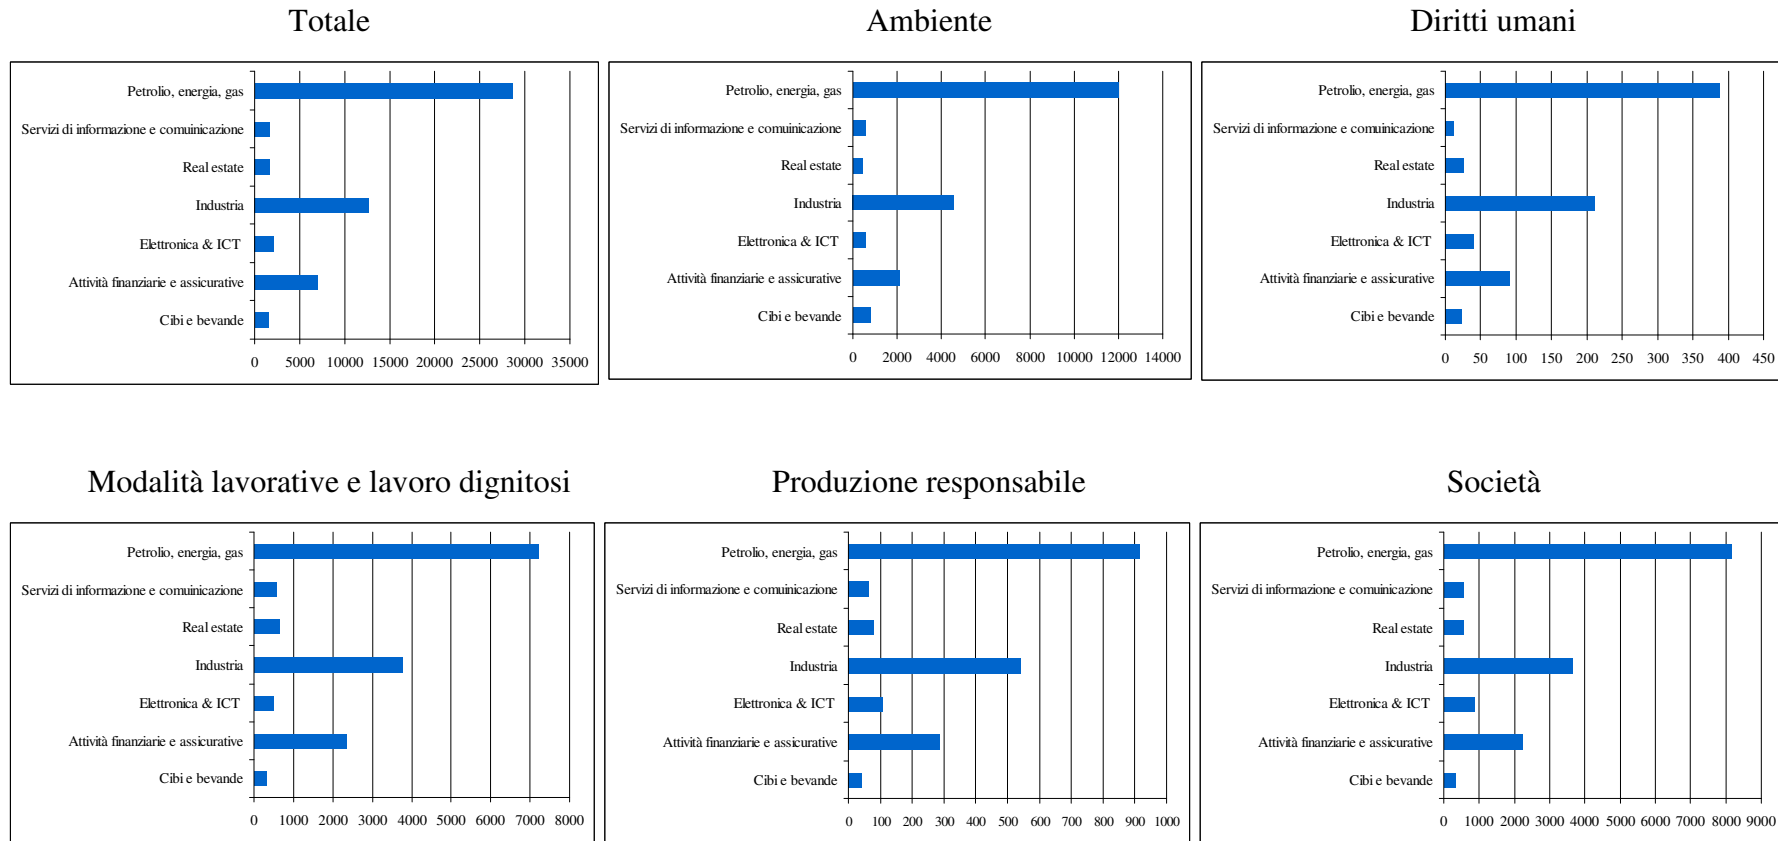 Totale
Petrolio, energia, gas
Servizi di informazione e comuinicazione
Real estate
Industria
Elettronica & ICT
Attività finanziarie e assicurative
Cibi e bevande
0 5000 10000 15000 20000 25000 30000 35000
Ambiente
Petrolio, energia, gas
Servizi di informazione e comuinicazione
Real estate
Industria
Elettronica & ICT
Attività finanziarie e assicurative
Cibi e bevande
0 2000 4000 6000 8000 10000 12000 14000
Diritti umani
Petrolio, energia, gas
Servizi di informazione e comuinicazione
Real estate
Industria
Elettronica & ICT
Attività finanziarie e assicurative
Cibi e bevande
0 50 100 150 200 250 300 350 400 450
Modalità lavorative e lavoro dignitosi
Petrolio, energia, gas
Servizi di informazione e comuinicazione
Real estate
Industria
Elettronica & ICT
Attività finanziarie e assicurative
Cibi e bevande
0 1000 2000 3000 4000 5000 6000 7000 8000
Produzione responsabile
Petrolio, energia, gas
Servizi di informazione e comuinicazione
Real estate
Industria
Elettronica & ICT
Attività finanziarie e assicurative
Cibi e bevande
0 100 200 300 400 500 600 700 800 900 1000
Società
Petrolio, energia, gas
Servizi di informazione e comuinicazione
Real estate
Industria
Elettronica & ICT
Attività finanziarie e assicurative
Cibi e bevande
0 1000 2000 3000 4000 5000 6000 7000 8000 9000